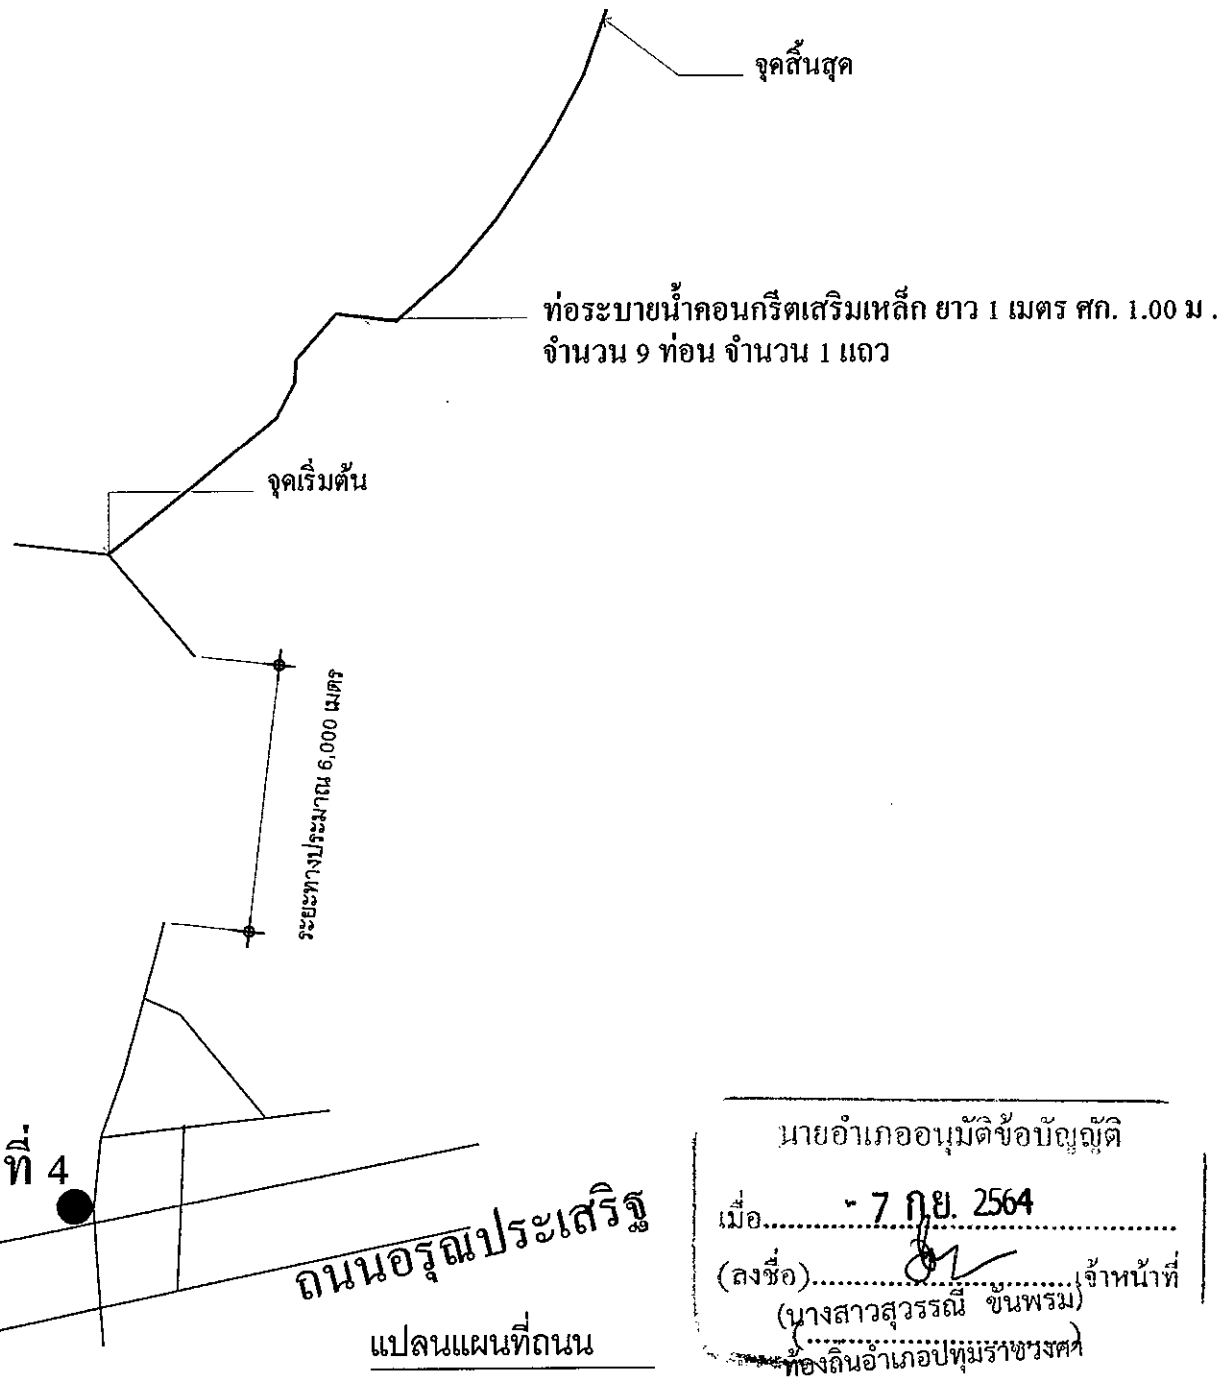 จุดสิ้นสุด
ท่อระบายน้ำคอนกรีตเสริมเหล็ก ยาว 1 เมตร ศก. 1.00 ม .
จำนวน 9 ท่อน จำนวน 1 แถว
จุดเริ่มต้น
ระยะทางประมาณ 6,000 เมตร
ที่ 4
ถนนอรุณประเสริฐ
แปลนแผนที่ถนน
นายอำเภออนุมัติข้อบัญญัติ
เมื่อ.......- 7 ก.ย. 2564.......
(ลงชื่อ)..............................เจ้าหน้าที่
(นางสาวสุวรรณี ขันพรม)
(..............................)
ท้องถิ่นอำเภอปทุมราชวงศา